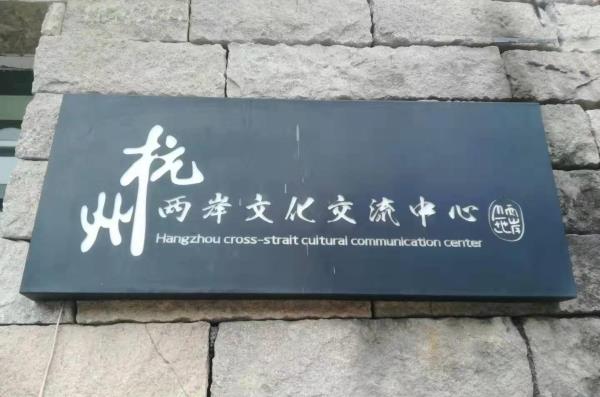 杭州
两岸文化交流中心
Hangzhou cross-strait cultural communication center